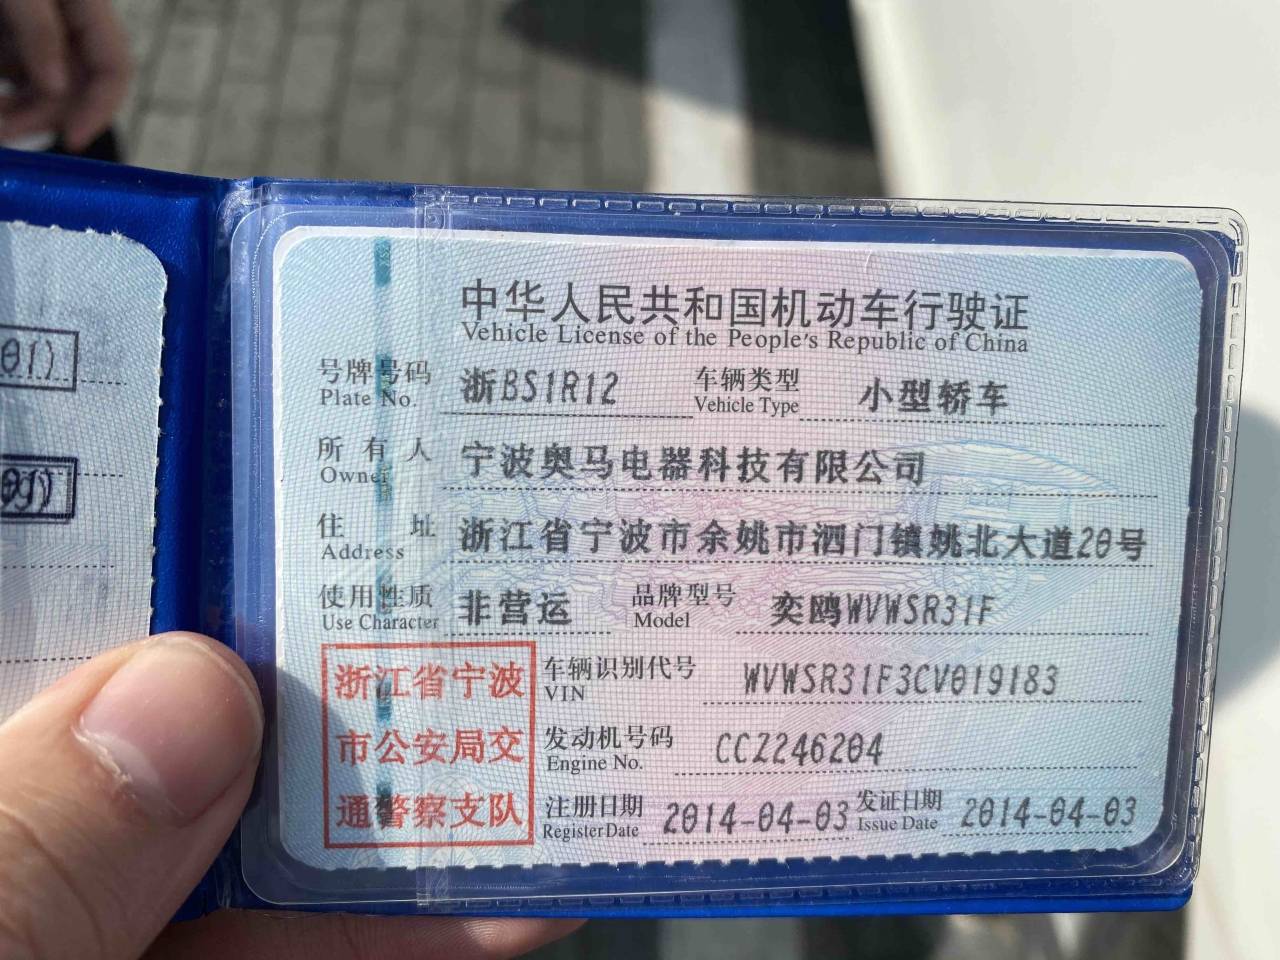 01)
09)
中华人民共和国机动车行驶证
Vehicle License of the People's Republic of China
号牌号码 浙BS1R12 车辆类型 小型轿车
Plate No. Vehicle Type
所有人 宁波奥马电器科技有限公司
Owner
住址 浙江省宁波市余姚市泗门镇姚北大道20号
Address
使用性质 非营运 品牌型号 奕鸥WVWSR31F
Use Character Model
浙江省宁波
市公安局交
通警察支队
车辆识别代号 WVWSR31F3CV019183
VIN
发动机号码 CCZ246204
Engine No.
注册日期 2014-04-03 发证日期 2014-04-03
Register Date Issue Date